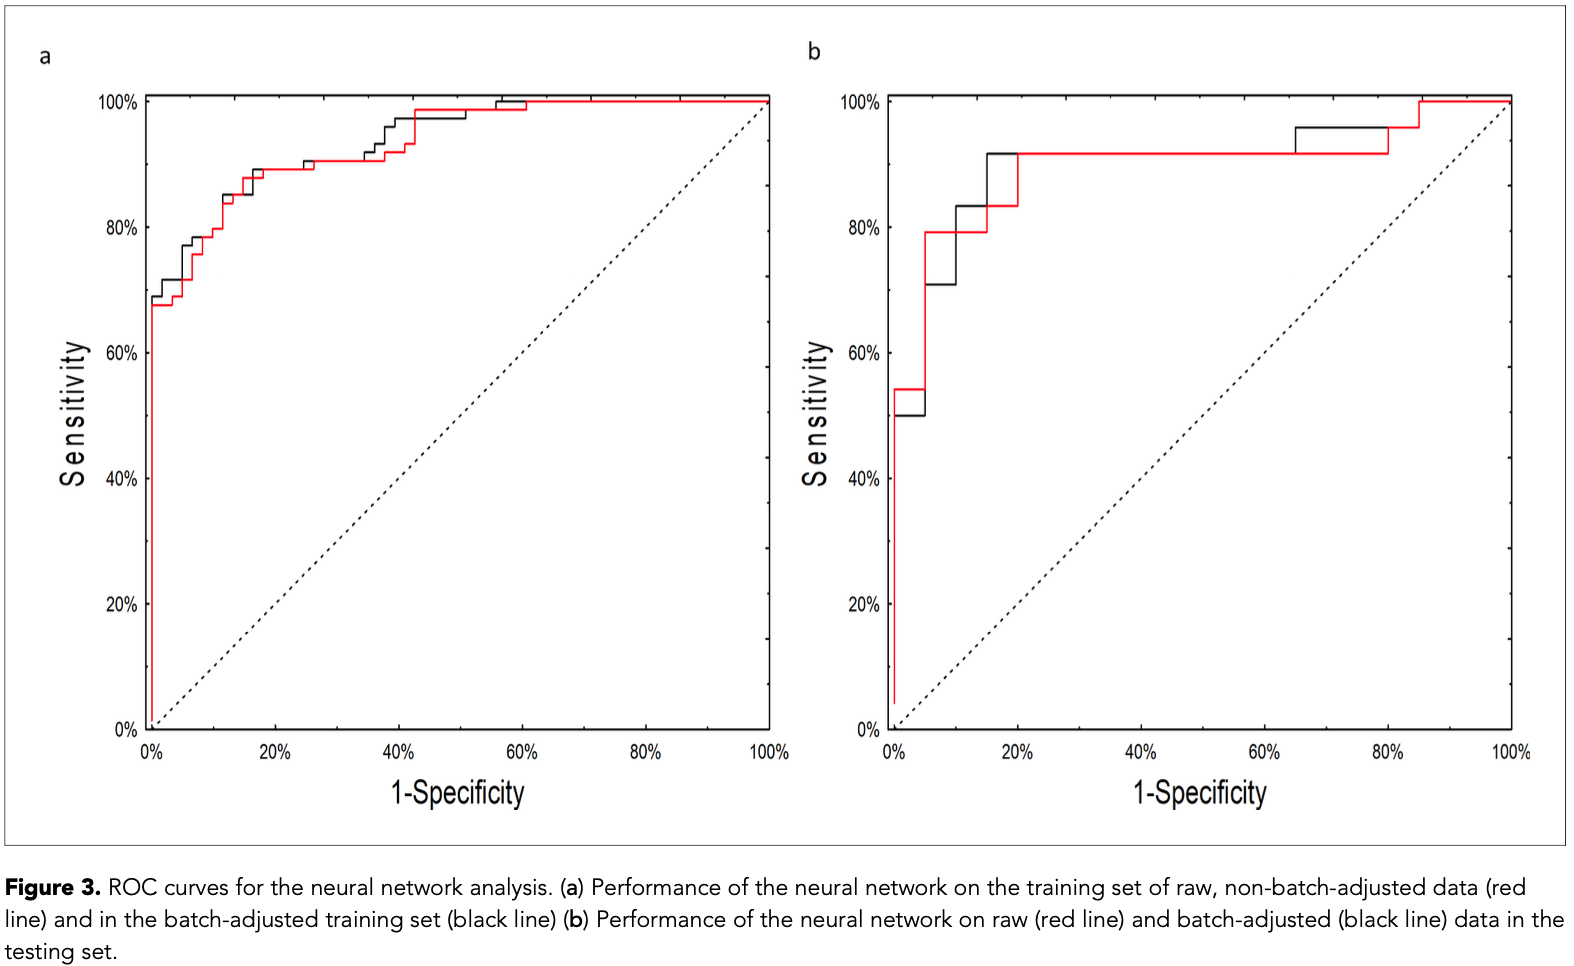 a
100%
80%
60%
40%
20%
0%
Sensitivity
0% 20% 40% 60% 80% 100%
1-Specificity
b
100%
80%
60%
40%
20%
0%
Sensitivity
0% 20% 40% 60% 80% 100%
1-Specificity
Figure 3. ROC curves for the neural network analysis. (a) Performance of the neural network on the training set of raw, non-batch-adjusted data (red
line) and in the batch-adjusted training set (black line) (b) Performance of the neural network on raw (red line) and batch-adjusted (black line) data in the
testing set.